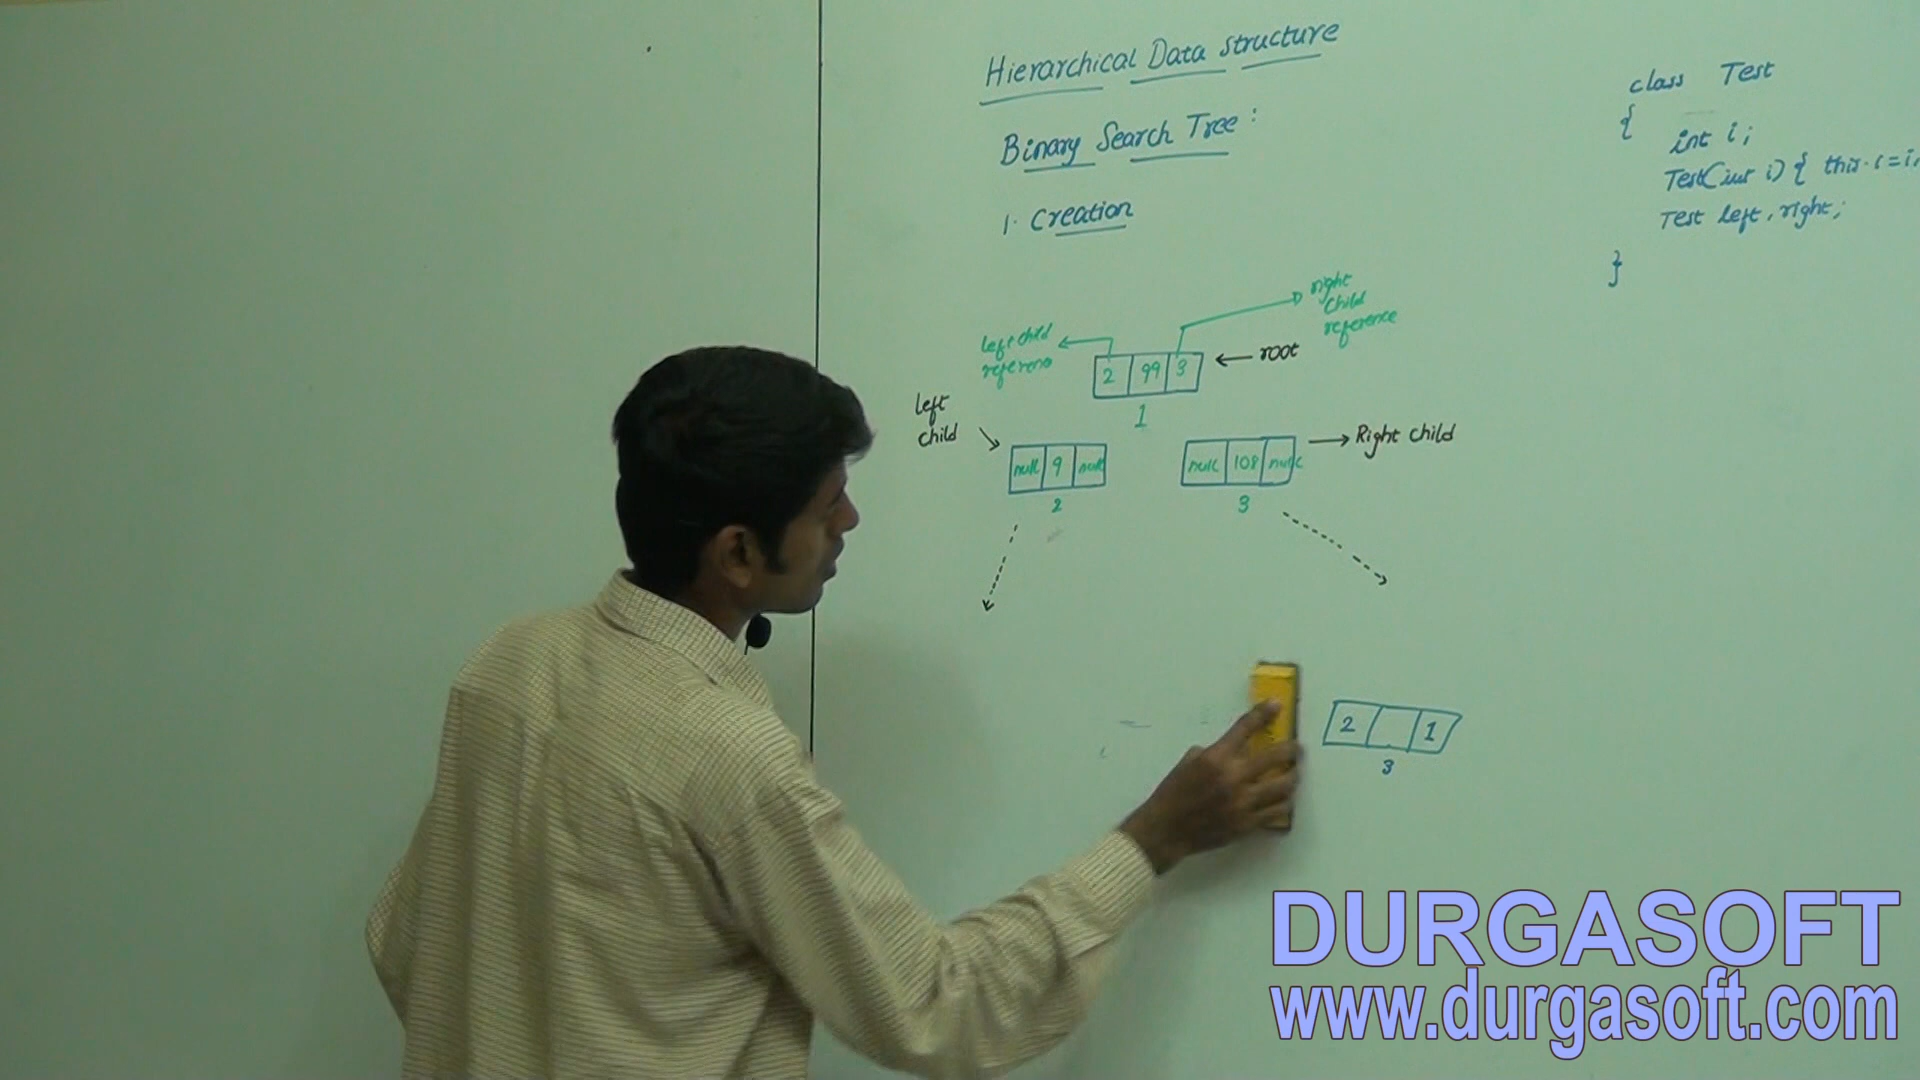 Hierarchical Data structure
Binary Search Tree :
1. Creation
class Test
{
int i ;
Test(int i) { this.i=i,
Test left, right;
}
right
child
reference
left child
referene
2 99 3
root
1
left
child
null 9 null
2
null 108 null
3
Right child
2 1
3
DURGASOFT
www.durgasoft.com